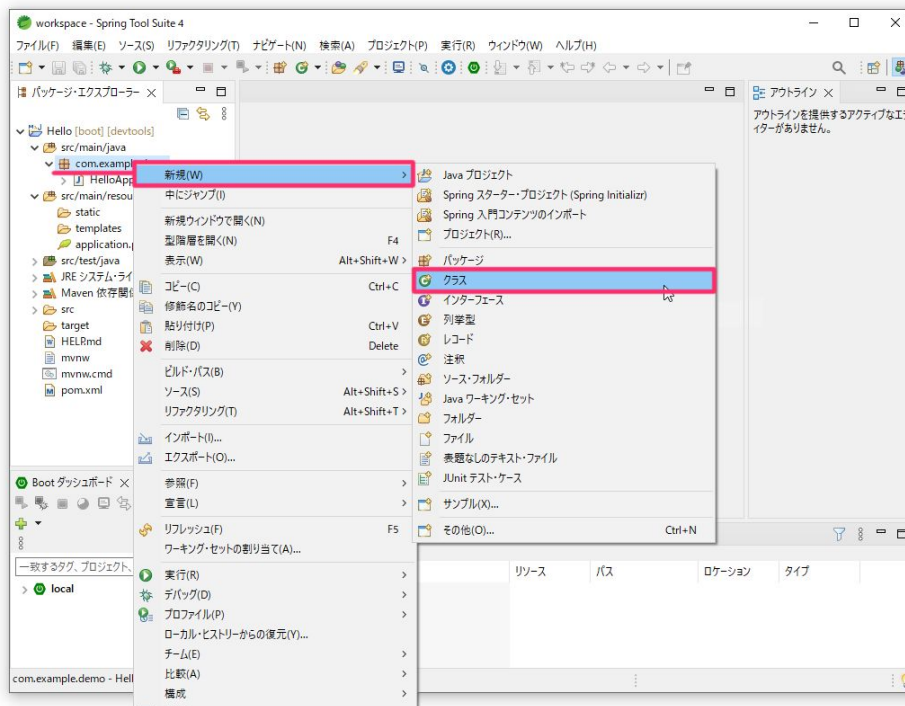 workspace - Spring Tool Suite 4
ファイル(F) 編集(E) ソース(S) リファクタリング(T) ナビゲート(N) 検索(A) プロジェクト(P) 実行(R) ウィンドウ(W) ヘルプ(H)
パッケージ・エクスプローラー
Hello [boot] [devtools]
src/main/java
com.exampl
HelloApp
src/main/resou
static
templates
application.p
src/test/java
JRE システム・ライ
Maven 依存関係
src
target
HELP.md
mvnw
mvnw.cmd
pom.xml
新規(W)
中にジャンプ(I)
新規ウィンドウで開く(N)
型階層を開く(N) F4
表示(W) Alt+Shift+W
コピー(C) Ctrl+C
修飾名のコピー(Y)
貼り付け(P) Ctrl+V
削除(D) Delete
ビルド・パス(B)
ソース(S) Alt+Shift+S
リファクタリング(T) Alt+Shift+T
インポート(I)...
エクスポート(O)...
参照(F)
宣言(L)
リフレッシュ(F) F5
ワーキング・セットの割り当て(A)...
実行(R)
デバッグ(D)
プロファイル(P)
ローカル・ヒストリーからの復元(Y)...
チーム(E)
比較(A)
構成
Java プロジェクト
Spring スターター・プロジェクト (Spring Initializr)
Spring 入門コンテンツのインポート
プロジェクト(R)...
パッケージ
クラス
インターフェース
列挙型
レコード
注釈
ソース・フォルダー
Java ワーキング・セット
フォルダー
ファイル
表題なしのテキスト・ファイル
JUnit テスト・ケース
サンプル(X)...
その他(O)... Ctrl+N
アウトライン
アウトラインを提供するアクティブなエデ
ィターがありません。
Boot ダッシュボード
一致するタグ、プロジェクト、
local
リソース パス ロケーション タイプ
com.example.demo - Hell